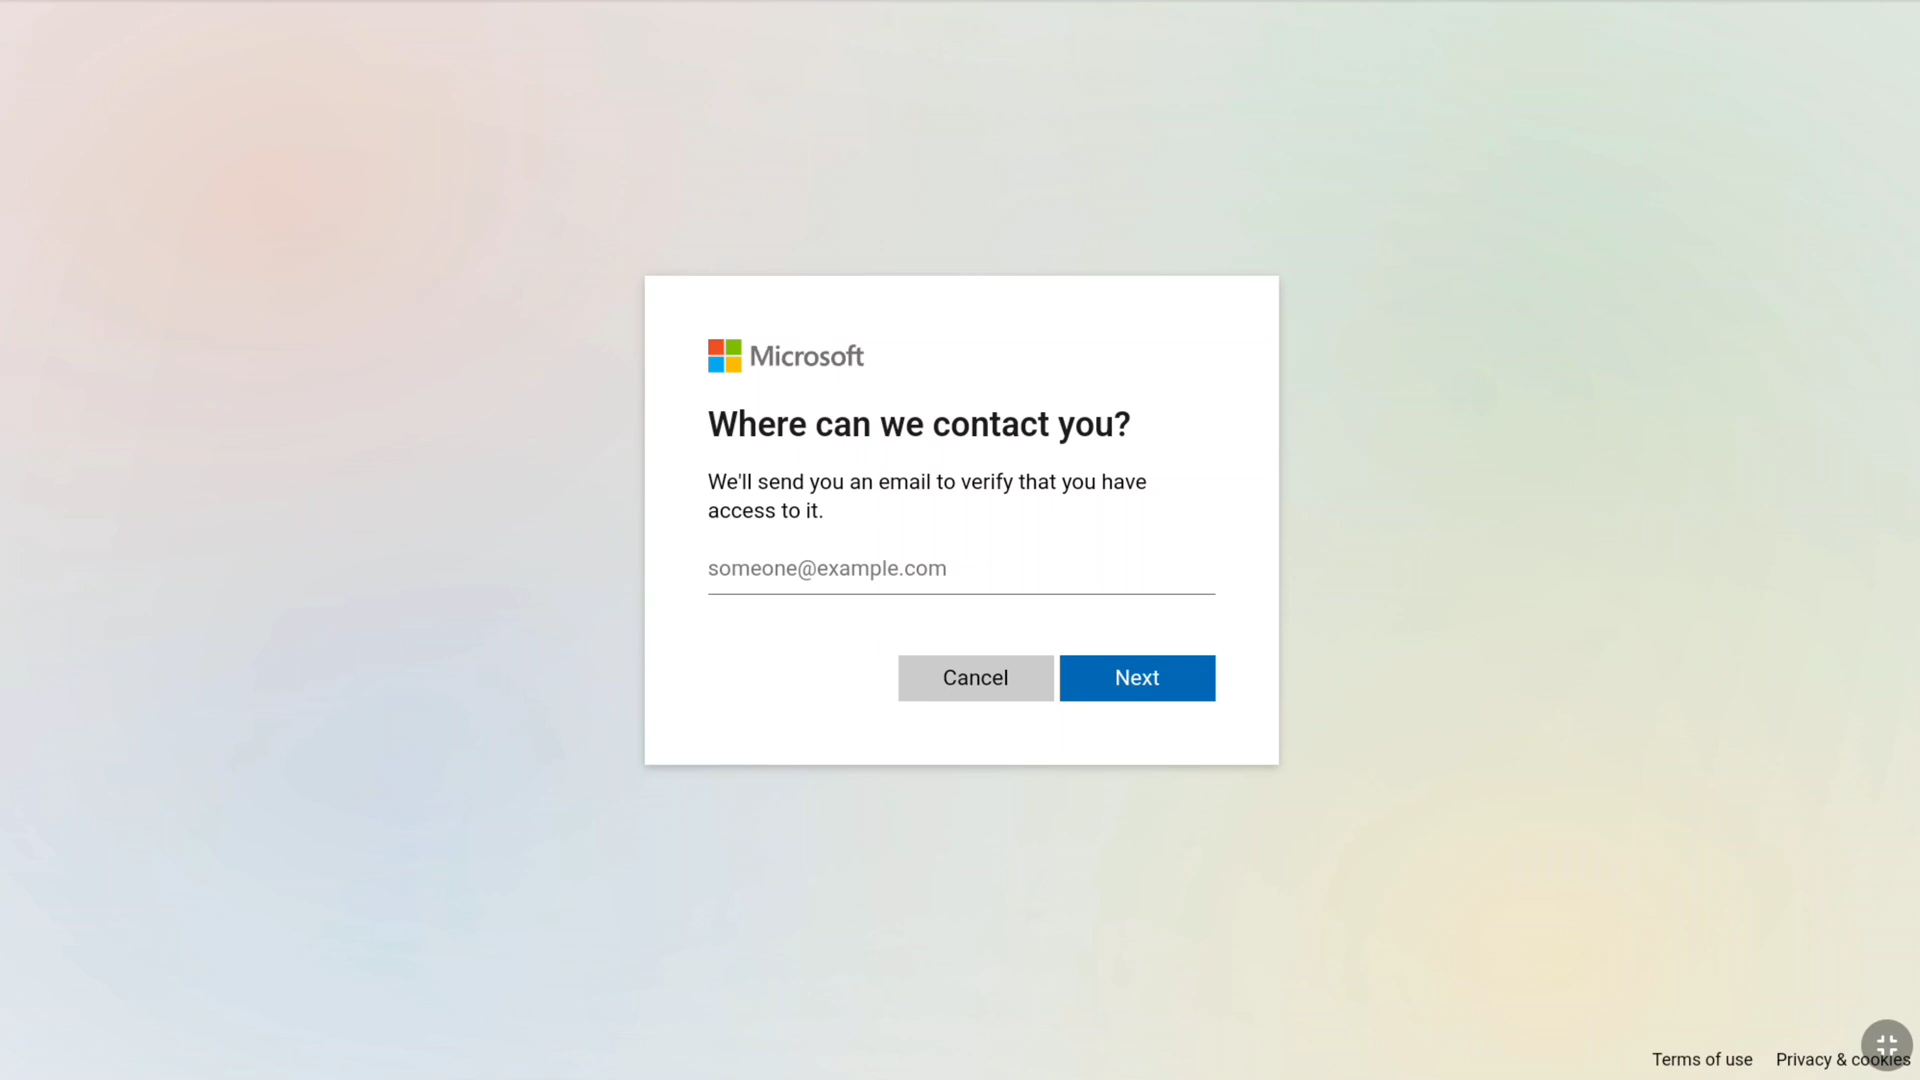 Microsoft
Where can we contact you?
We'll send you an email to verify that you have
access to it.
someone@example.com
Cancel
Next
Terms of use
Privacy & cookies